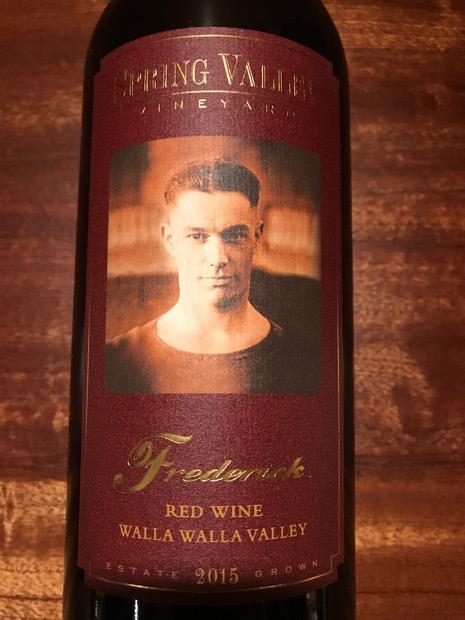 SPRING VALLEY
VINEYARD
Frederick
RED WINE
WALLA WALLA VALLEY
ESTATE 2015 GROWN